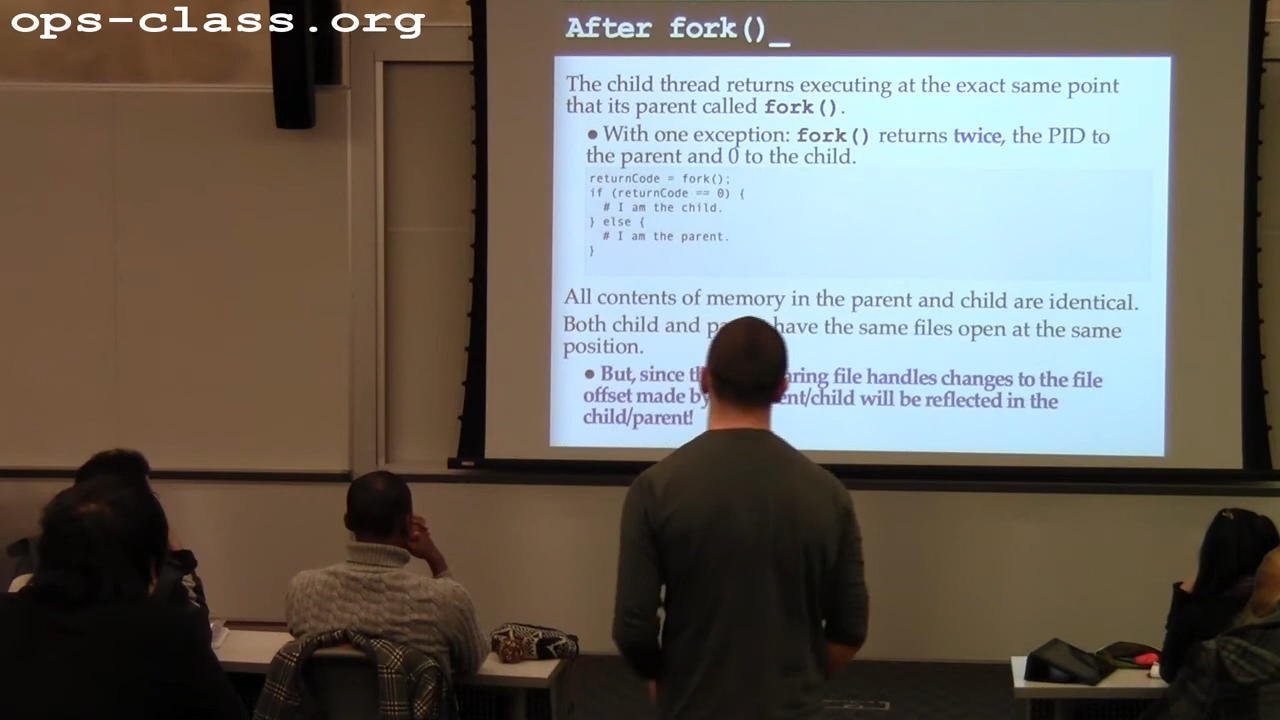 ops-class.org
After fork()_
The child thread returns executing at the exact same point
that its parent called fork().
● With one exception: fork() returns twice, the PID to
the parent and 0 to the child.
returnCode = fork();
if (returnCode == 0) {
# I am the child.
} else {
# I am the parent.
}
All contents of memory in the parent and child are identical.
Both child and have the same files open at the same
position.
● But, since file handles changes to the file
offset made by child will be reflected in the
child/parent!